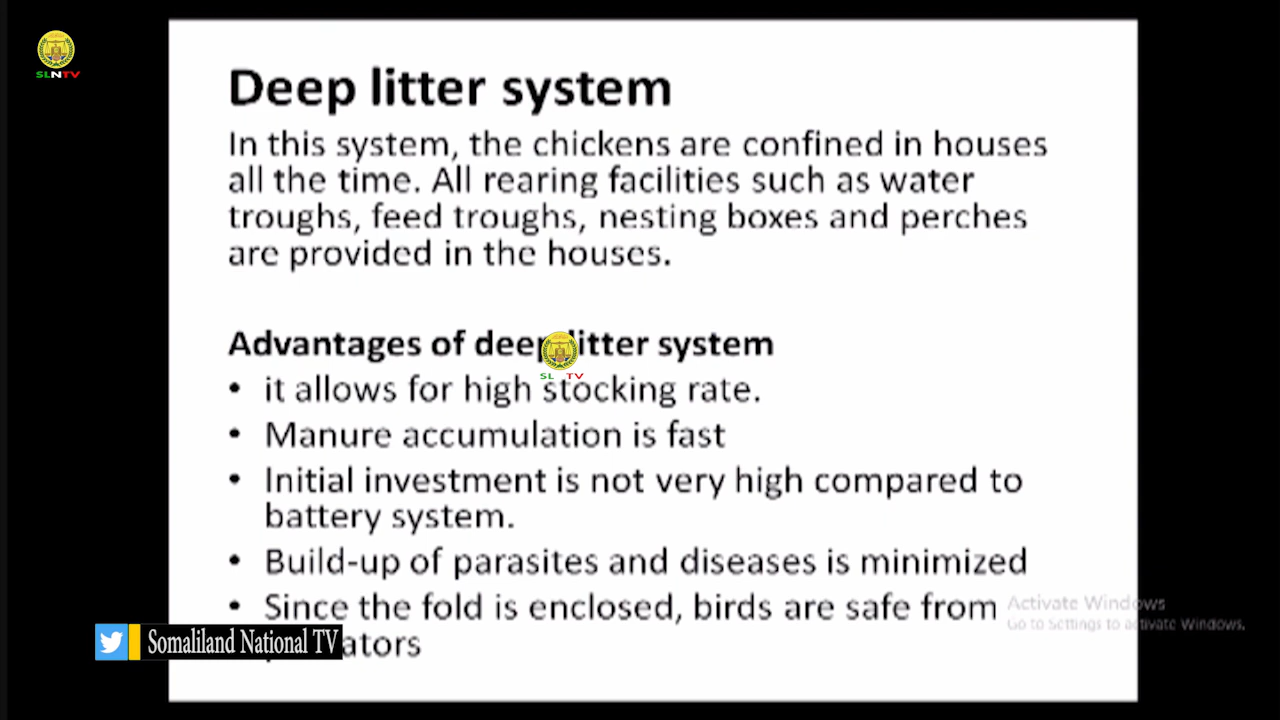 SLNTV
Deep litter system
In this system, the chickens are confined in houses
all the time. All rearing facilities such as water
troughs, feed troughs, nesting boxes and perches
are provided in the houses.
Advantages of deep litter system
SL TV
• it allows for high stocking rate.
• Manure accumulation is fast
• Initial investment is not very high compared to
battery system.
• Build-up of parasites and diseases is minimized
• Since the fold is enclosed, birds are safe from
Activate Windows
Go to Settings to activate Windows.
Somaliland National TV